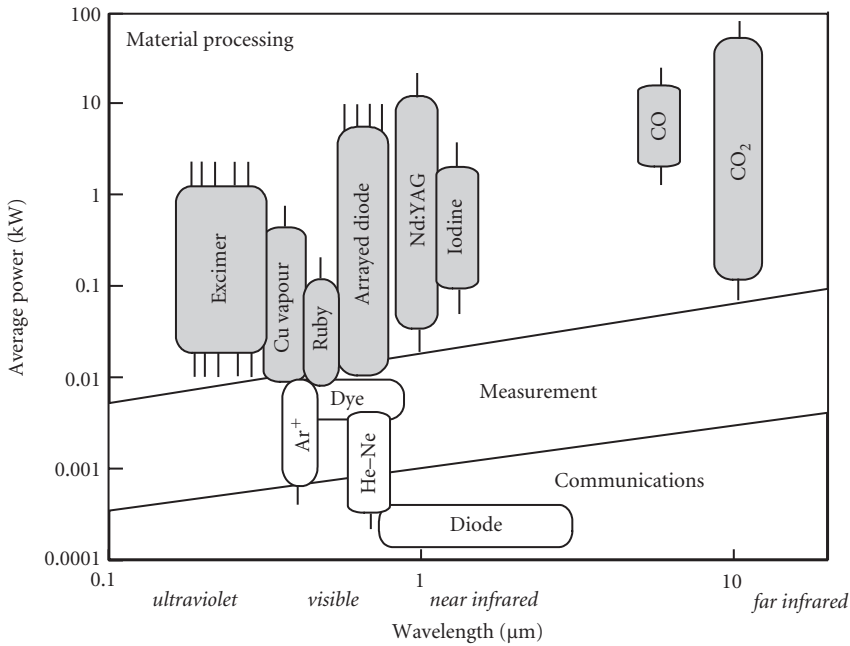 100
Material processing
10
1
0.1
0.01
0.001
0.0001
Average power (kW)
Excimer
Cu vapour
Ruby
Arrayed diode
Nd:YAG
Iodine
CO
CO₂
Ar⁺
Dye
He–Ne
Diode
Measurement
Communications
0.1
1
10
ultraviolet
visible
near infrared
far infrared
Wavelength (μm)